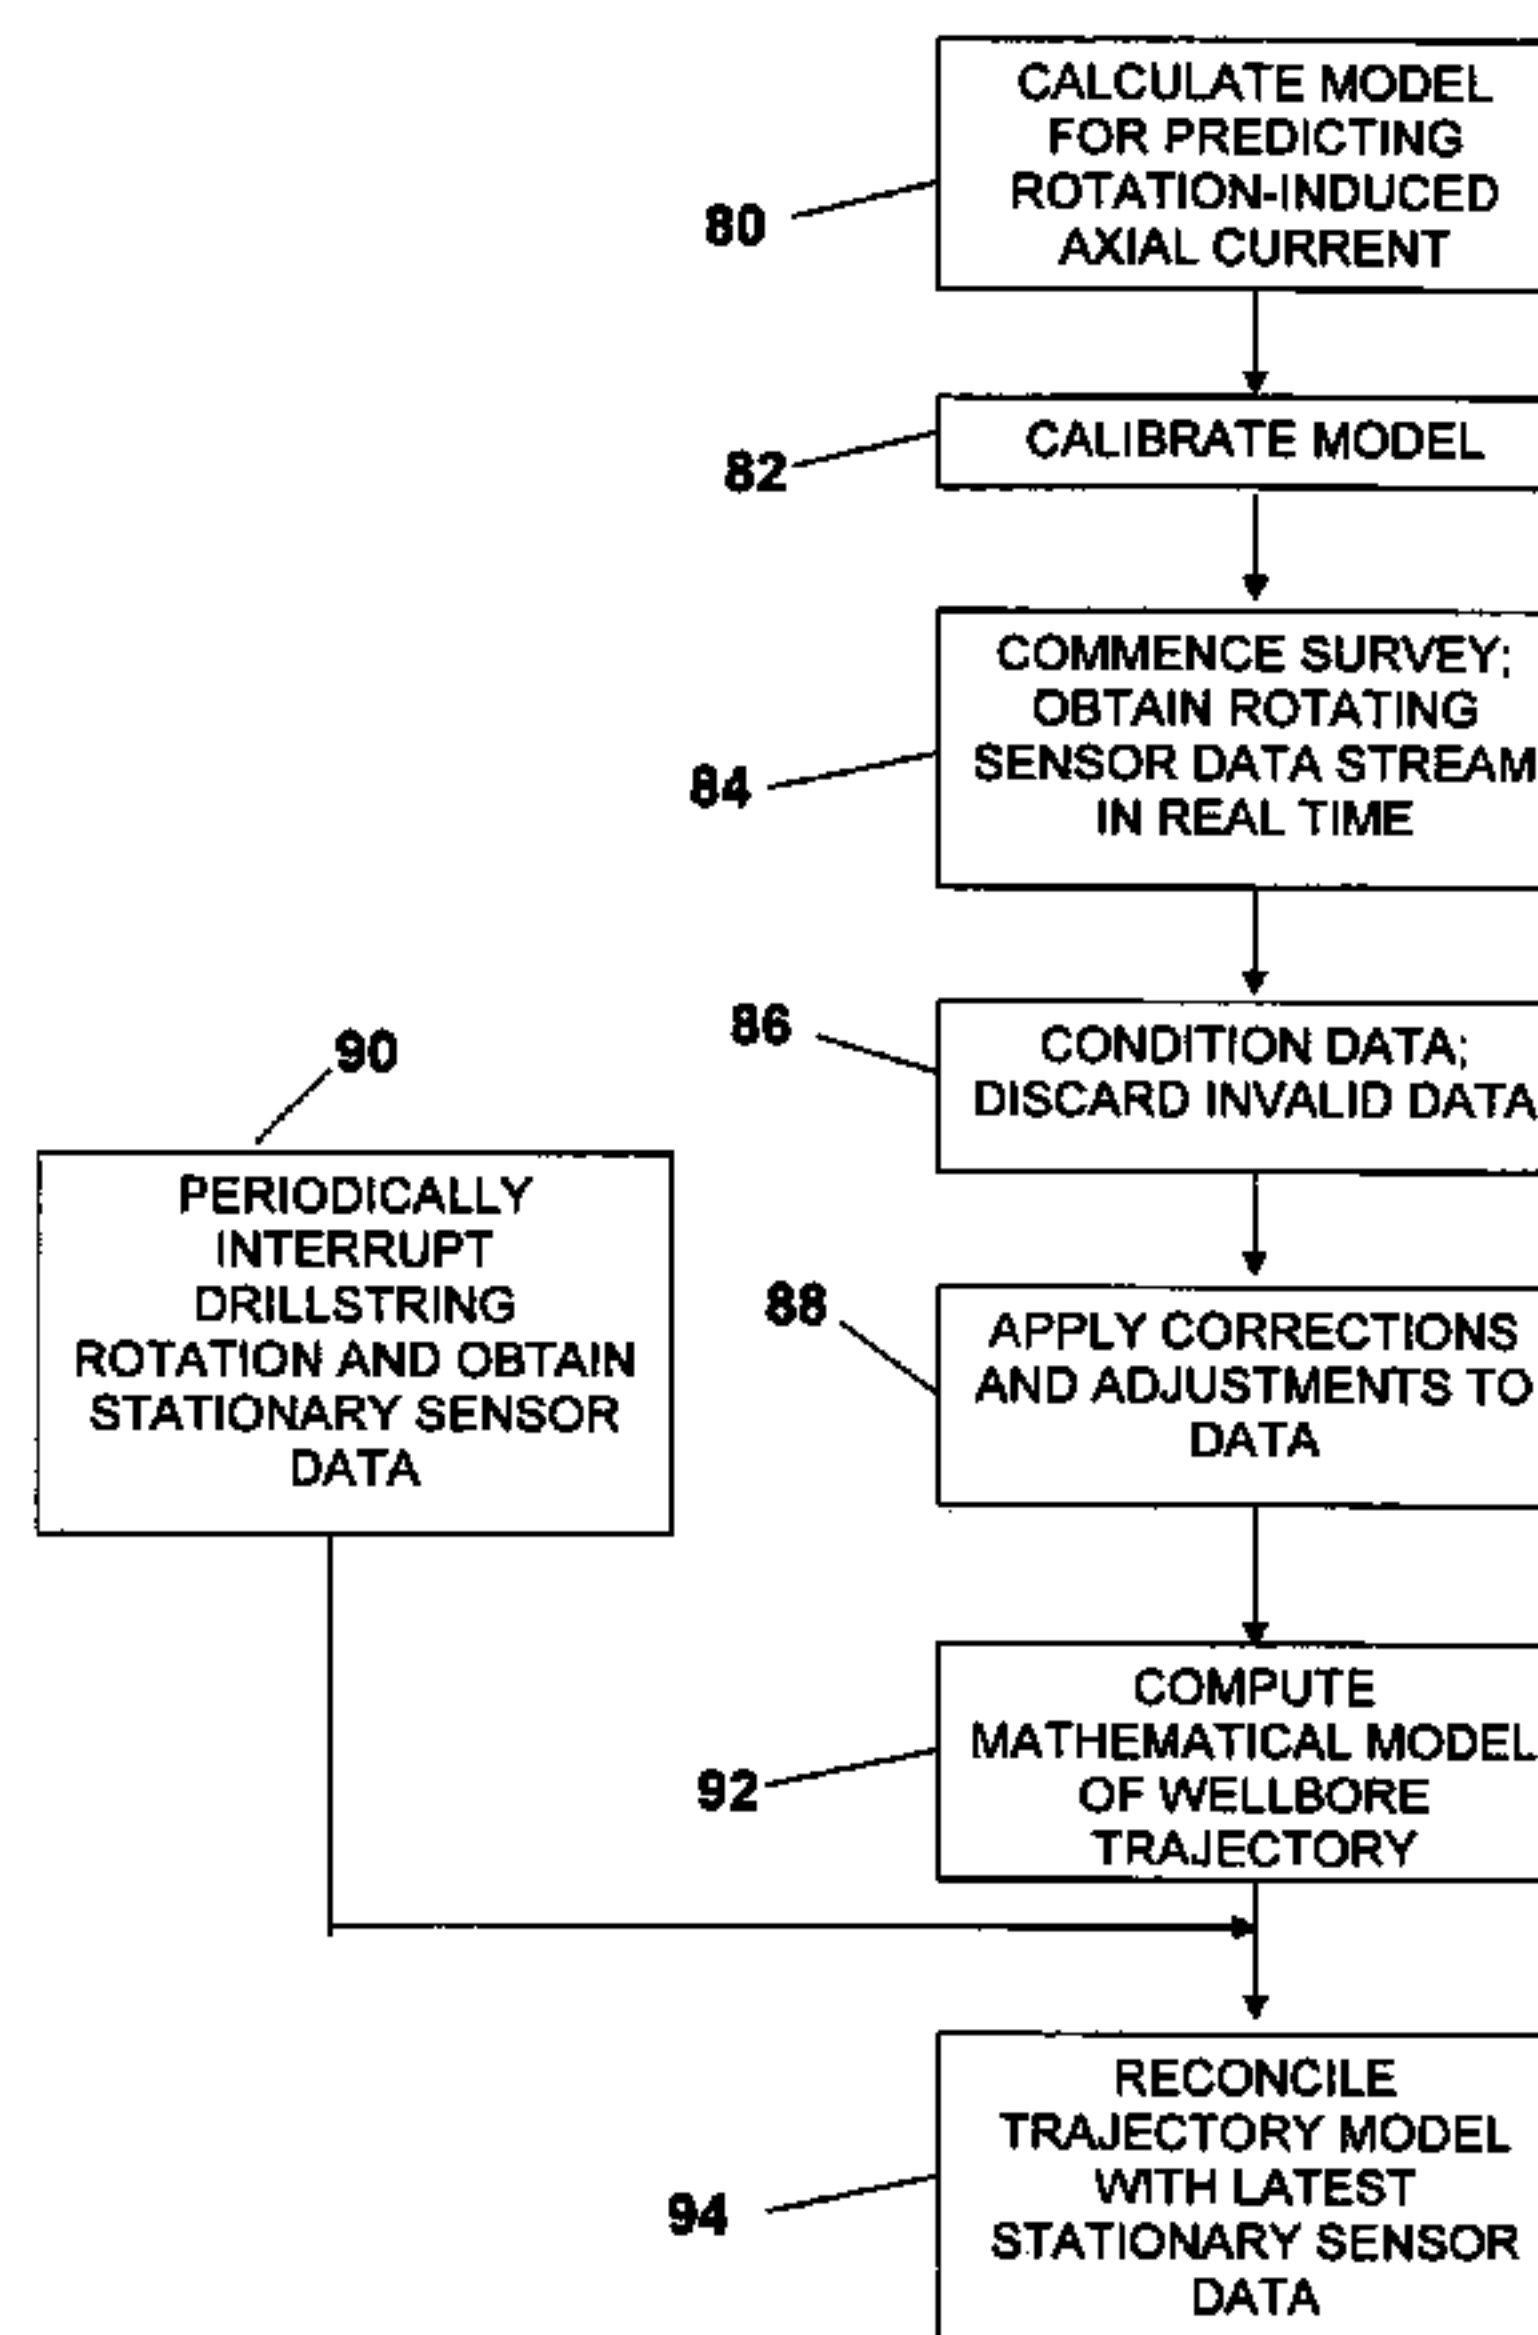 CALCULATE MODEL
FOR PREDICTING
ROTATION-INDUCED
AXIAL CURRENT
80
CALIBRATE MODEL
82
COMMENCE SURVEY;
OBTAIN ROTATING
SENSOR DATA STREAM
IN REAL TIME
84
86
CONDITION DATA;
DISCARD INVALID DATA
90
PERIODICALLY
INTERRUPT
DRILLSTRING
ROTATION AND OBTAIN
STATIONARY SENSOR
DATA
88
APPLY CORRECTIONS
AND ADJUSTMENTS TO
DATA
COMPUTE
MATHEMATICAL MODEL
OF WELLBORE
TRAJECTORY
92
RECONCILE
TRAJECTORY MODEL
WITH LATEST
STATIONARY SENSOR
DATA
94